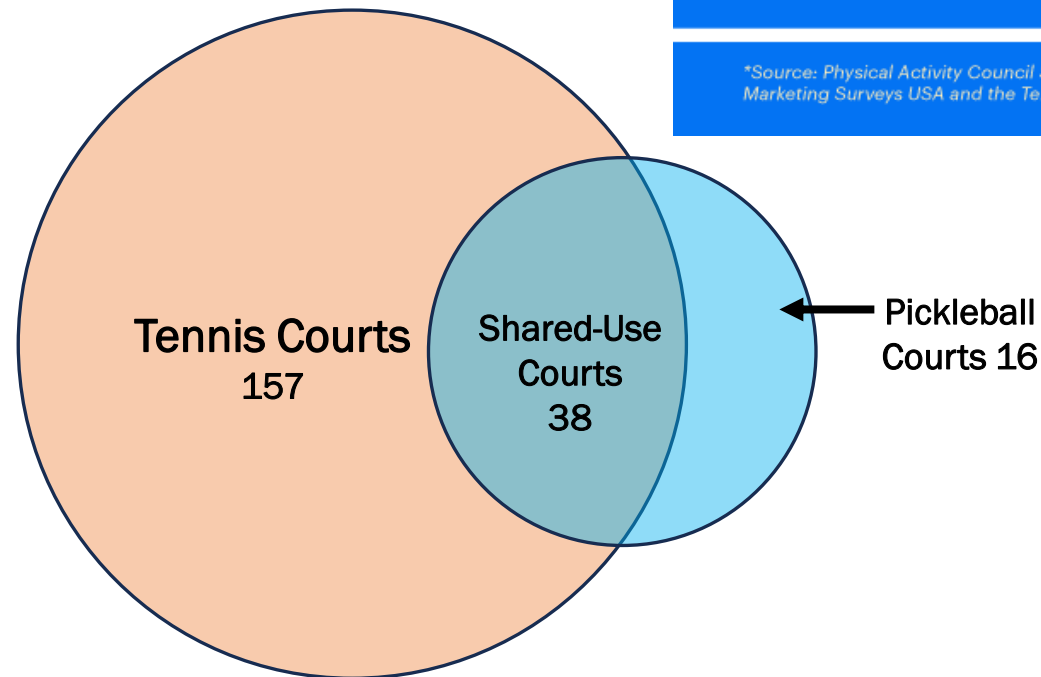 *Source: Physical Activity Council
Marketing Surveys USA and the
Tennis Courts
157
Shared-Use
Courts
38
Pickleball
Courts 16